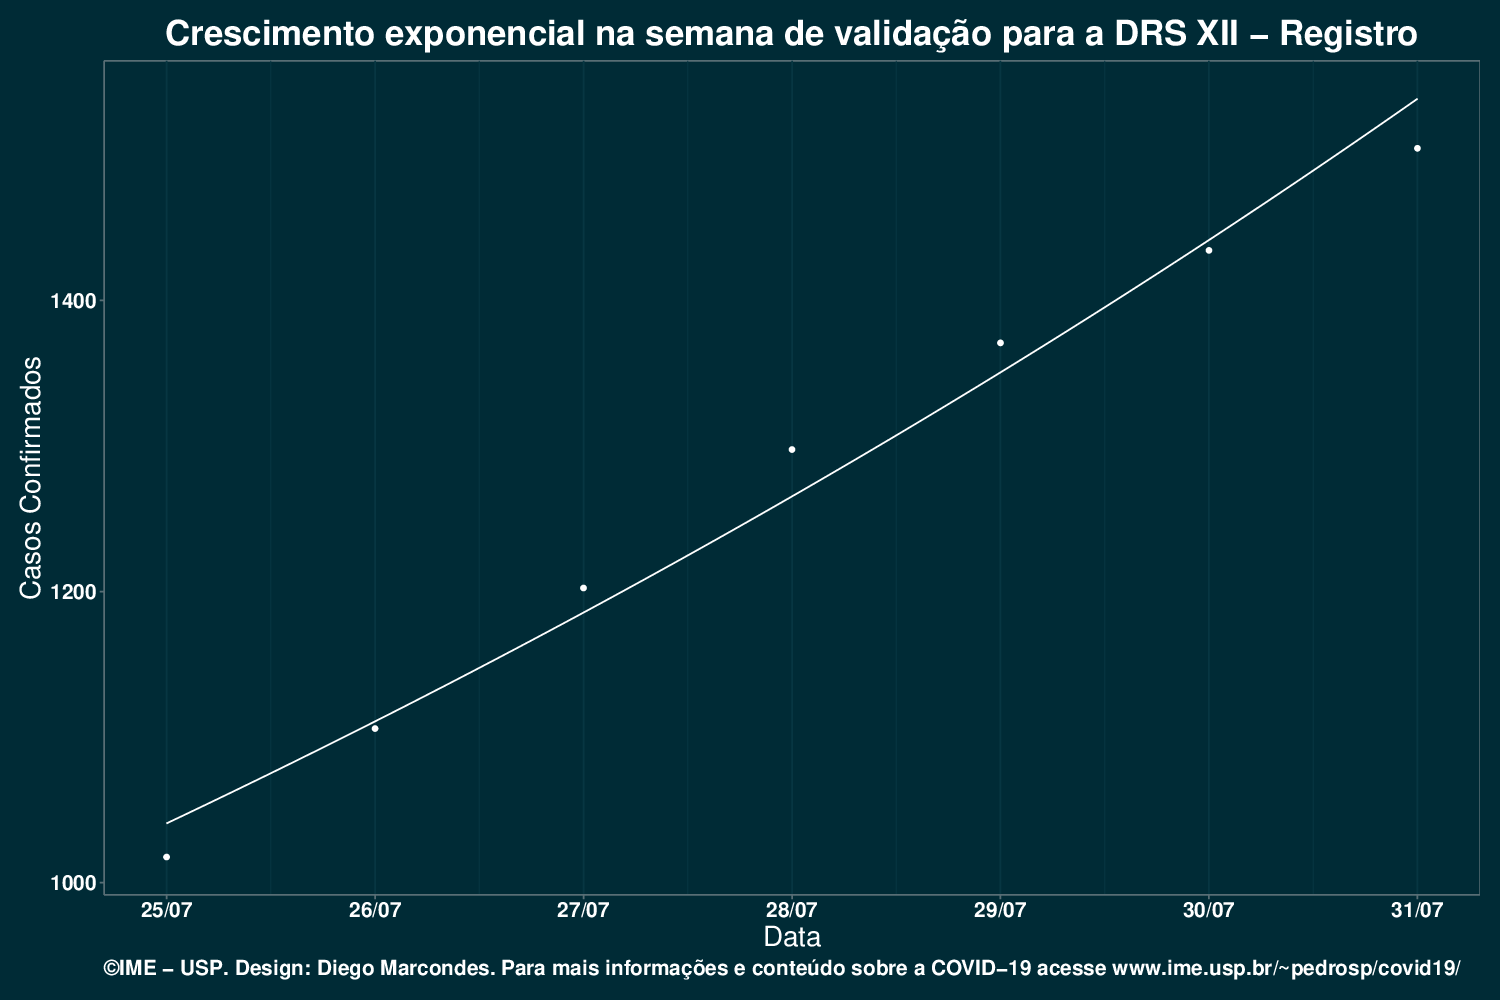 Crescimento exponencial na semana de validação para a DRS XII – Registro
Casos Confirmados
1400
1200
1000
25/07 26/07 27/07 28/07 29/07 30/07 31/07
Data
©IME – USP. Design: Diego Marcondes. Para mais informações e conteúdo sobre a COVID–19 acesse www.ime.usp.br/~pedrosp/covid19/